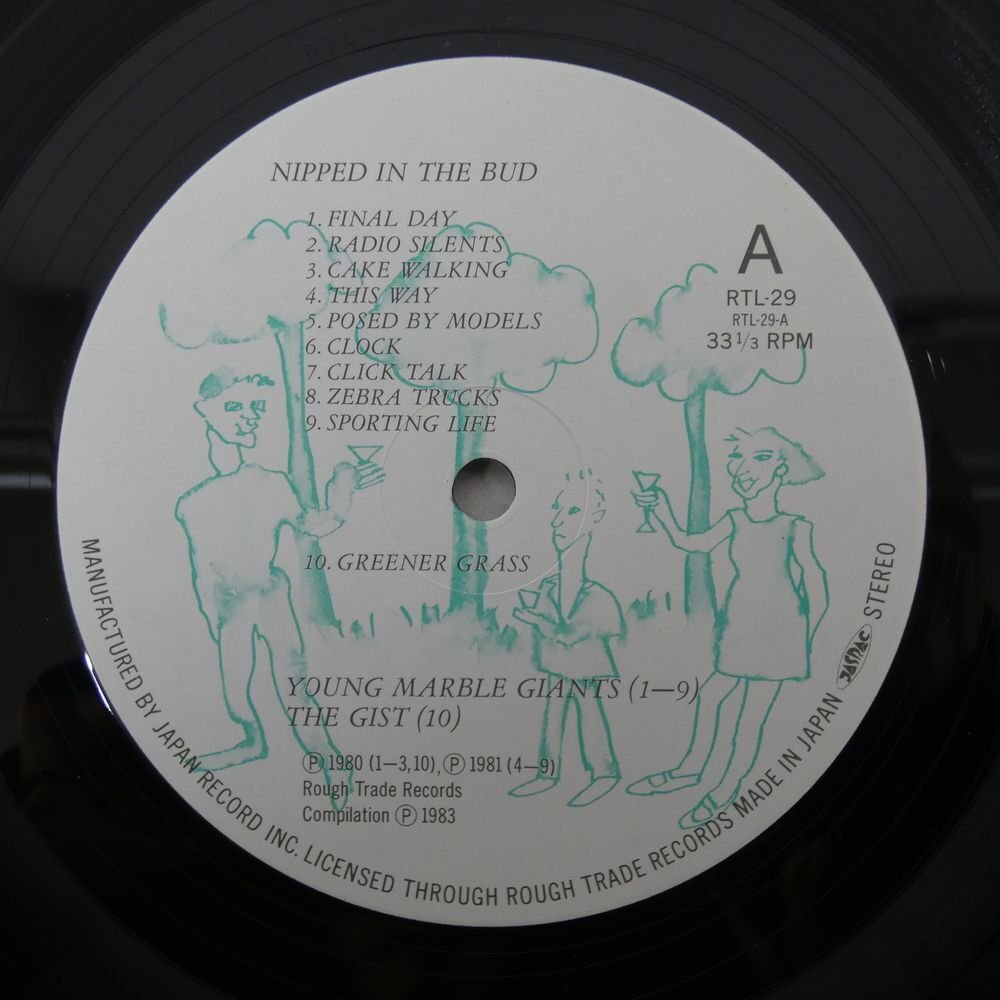 NIPPED IN THE BUD
1. FINAL DAY
2. RADIO SILENTS
3. CAKE WALKING
4. THIS WAY
5. POSED BY MODELS
6. CLOCK
7. CLICK TALK
8. ZEBRA TRUCKS
9. SPORTING LIFE
10. GREENER GRASS
A
RTL-29
RTL-29-A
33 1/3 RPM
YOUNG MARBLE GIANTS (1—9)
THE GIST (10)
Ⓟ 1980 (1—3,10), Ⓟ 1981 (4—9)
Rough Trade Records
Compilation Ⓟ 1983
MANUFACTURED BY JAPAN RECORD INC. LICENSED THROUGH ROUGH TRADE RECORDS MADE IN JAPAN JASRAC STEREO